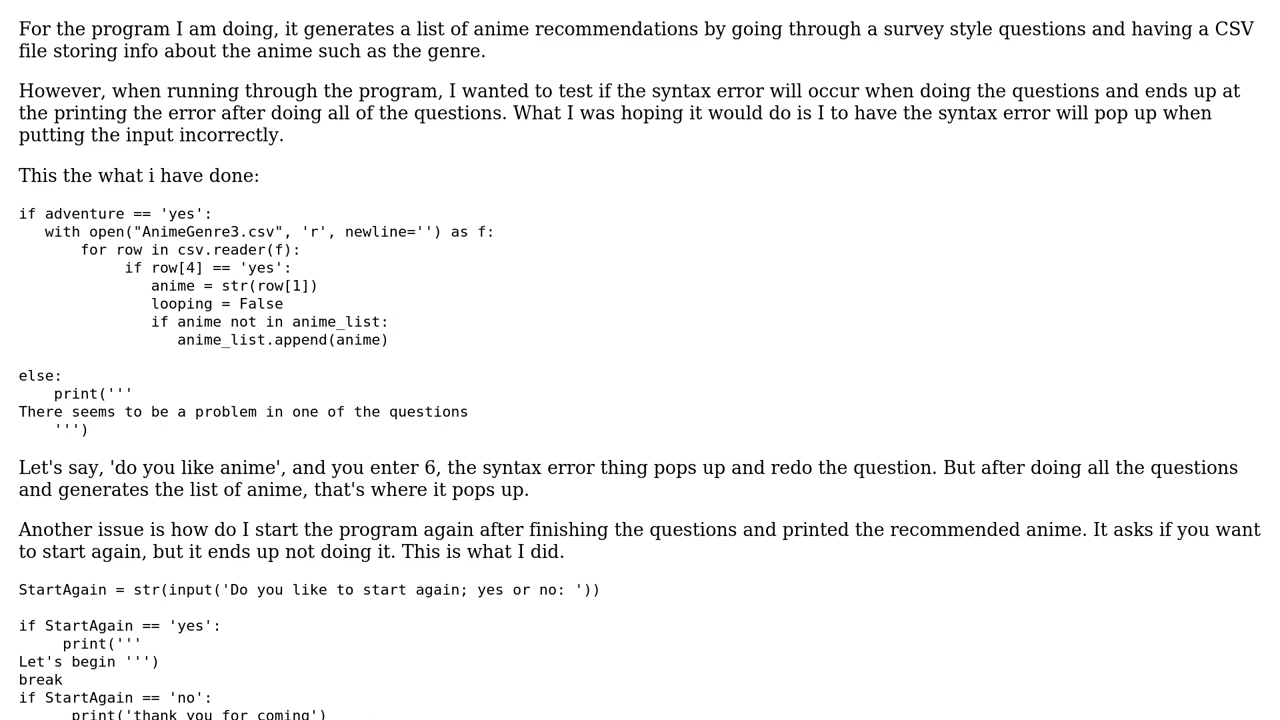 For the program I am doing, it generates a list of anime recommendations by going through a survey style questions and having a CSV
file storing info about the anime such as the genre.
However, when running through the program, I wanted to test if the syntax error will occur when doing the questions and ends up at
the printing the error after doing all of the questions. What I was hoping it would do is I to have the syntax error will pop up when
putting the input incorrectly.
This the what i have done:
if adventure == 'yes':
   with open("AnimeGenre3.csv", 'r', newline='') as f:
       for row in csv.reader(f):
            if row[4] == 'yes':
               anime = str(row[1])
               looping = False
               if anime not in anime_list:
                  anime_list.append(anime)
else:
    print('''
There seems to be a problem in one of the questions
    ''')
Let's say, 'do you like anime', and you enter 6, the syntax error thing pops up and redo the question. But after doing all the questions
and generates the list of anime, that's where it pops up.
Another issue is how do I start the program again after finishing the questions and printed the recommended anime. It asks if you want
to start again, but it ends up not doing it. This is what I did.
StartAgain = str(input('Do you like to start again; yes or no: '))
if StartAgain == 'yes':
     print('''
Let's begin ''')
break
if StartAgain == 'no':
      print('thank you for coming')